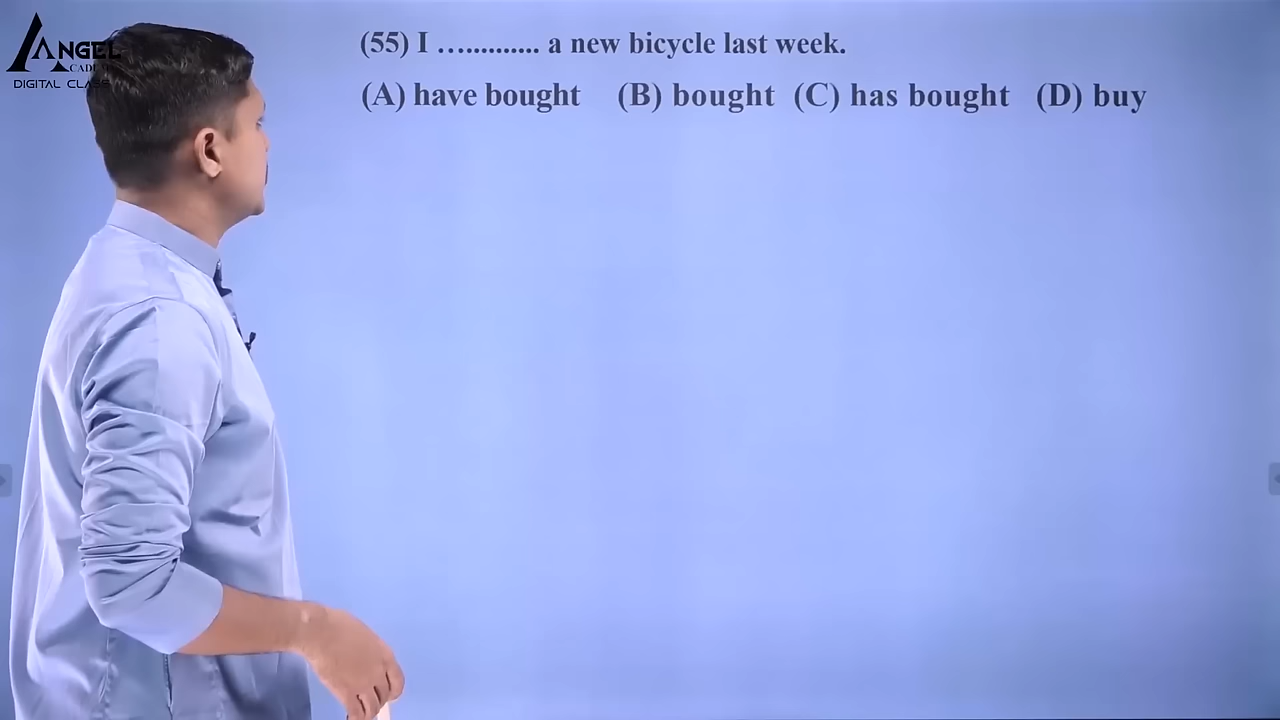 ANGEL
DIGITAL CLASS
(55) I ….......... a new bicycle last week.
(A) have bought (B) bought (C) has bought (D) buy